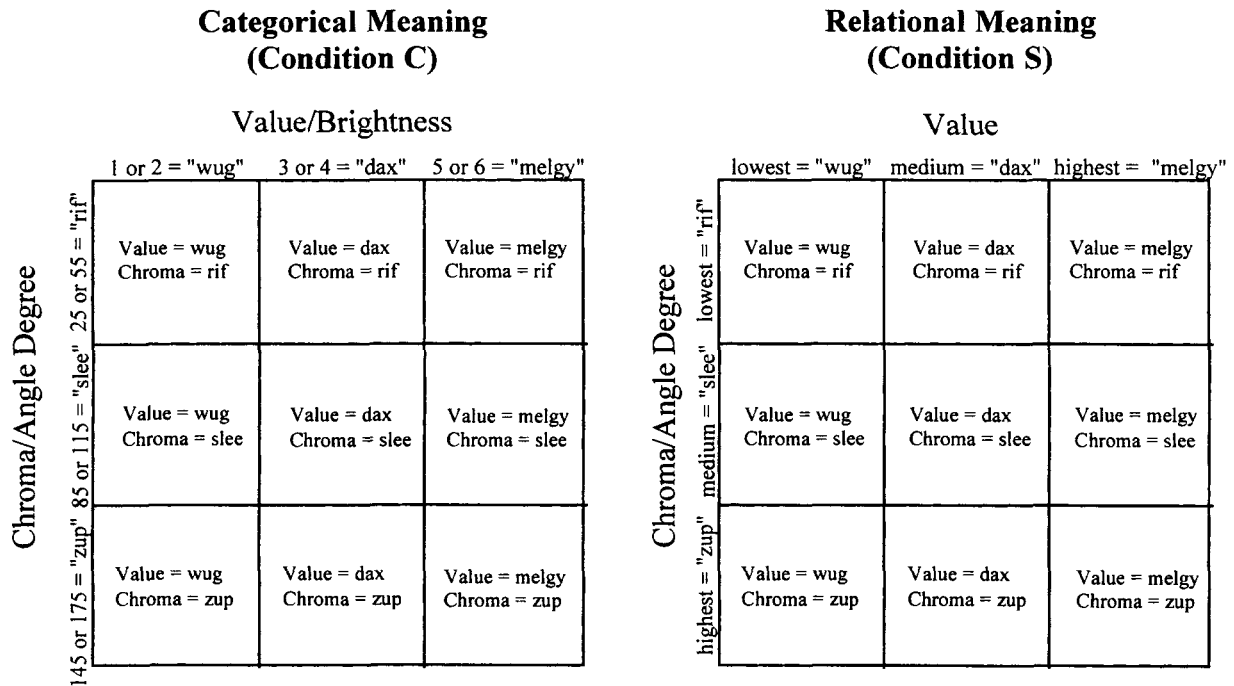 Categorical Meaning
(Condition C)
Value/Brightness
1 or 2 = "wug" 3 or 4 = "dax" 5 or 6 = "melgy"
Chroma/Angle Degree
25 or 55 = "rif"
Value = wug
Chroma = rif
Value = dax
Chroma = rif
Value = melgy
Chroma = rif
85 or 115 = "slee"
Value = wug
Chroma = slee
Value = dax
Chroma = slee
Value = melgy
Chroma = slee
145 or 175 = "zup"
Value = wug
Chroma = zup
Value = dax
Chroma = zup
Value = melgy
Chroma = zup
Relational Meaning
(Condition S)
Value
lowest = "wug" medium = "dax" highest = "melgy"
Chroma/Angle Degree
lowest = "rif"
Value = wug
Chroma = rif
Value = dax
Chroma = rif
Value = melgy
Chroma = rif
medium = "slee"
Value = wug
Chroma = slee
Value = dax
Chroma = slee
Value = melgy
Chroma = slee
highest = "zup"
Value = wug
Chroma = zup
Value = dax
Chroma = zup
Value = melgy
Chroma = zup